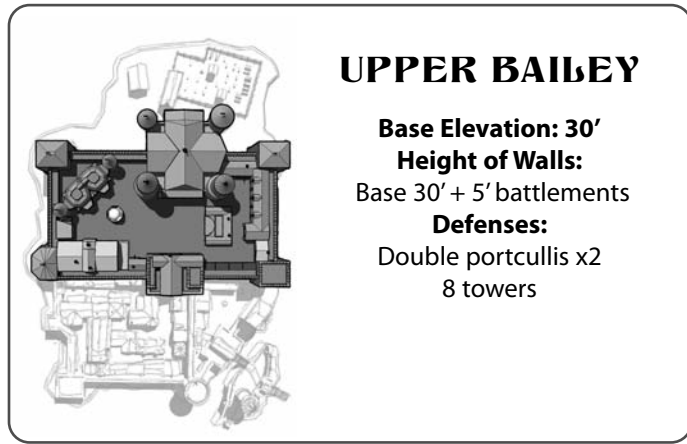 UPPER BAILEY
Base Elevation: 30′
Height of Walls:
Base 30′ + 5′ battlements
Defenses:
Double portcullis x2
8 towers